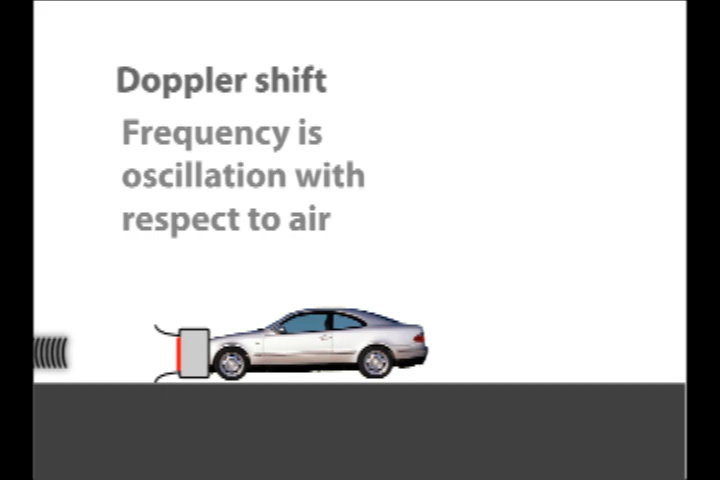 Doppler shift
Frequency is
oscillation with
respect to air